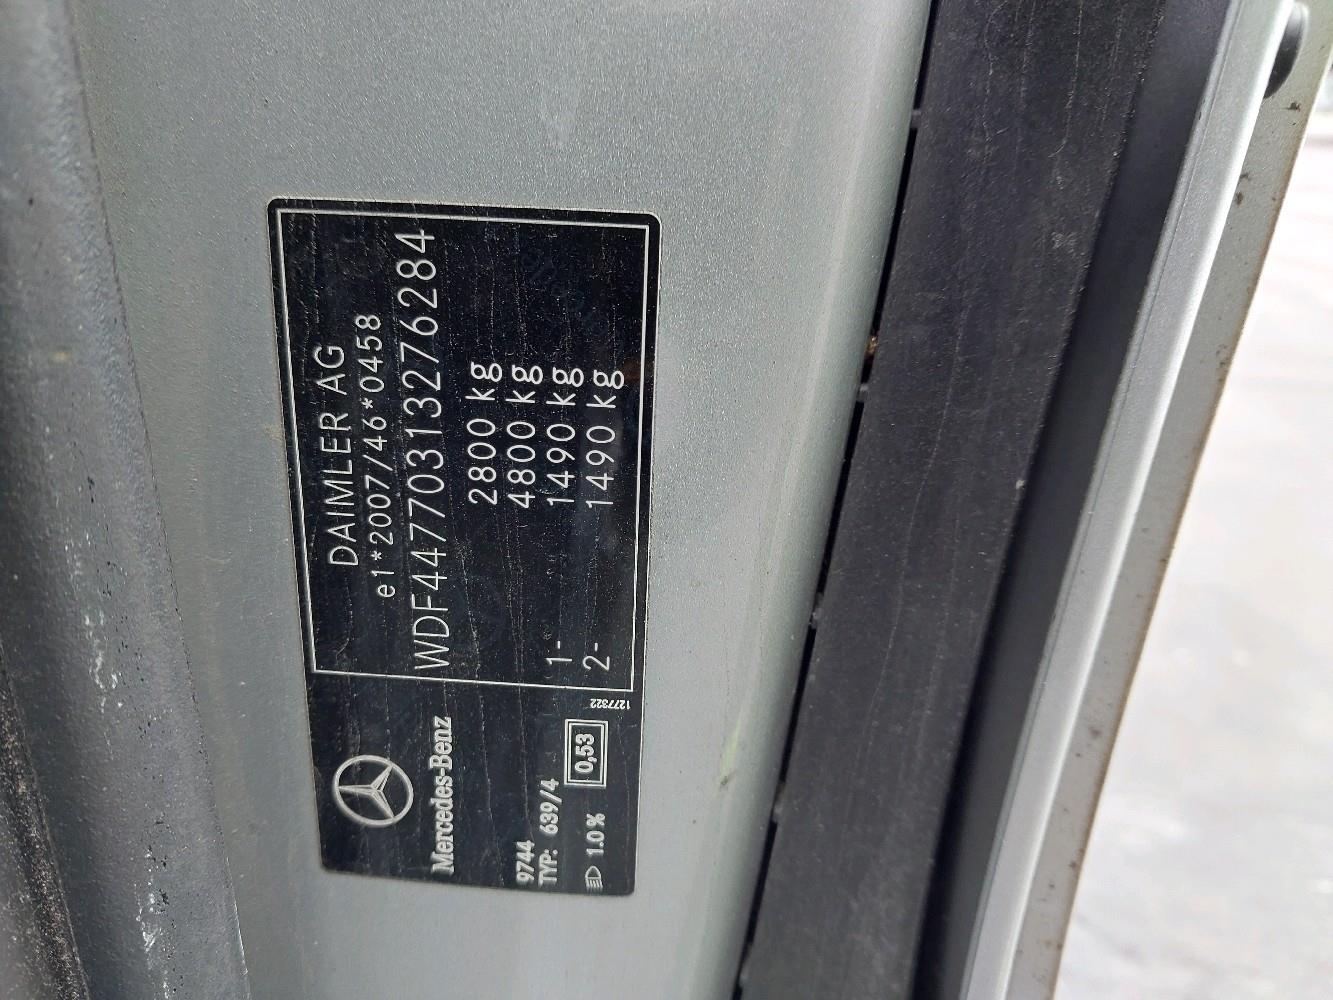 DAIMLER AG
e1*2007/46*0458
WDF44770313276284
2800 kg
4800 kg
1- 1490 kg
2- 1490 kg
Mercedes-Benz
9744
TYP: 639/4
1.0 %
0,53
1277322